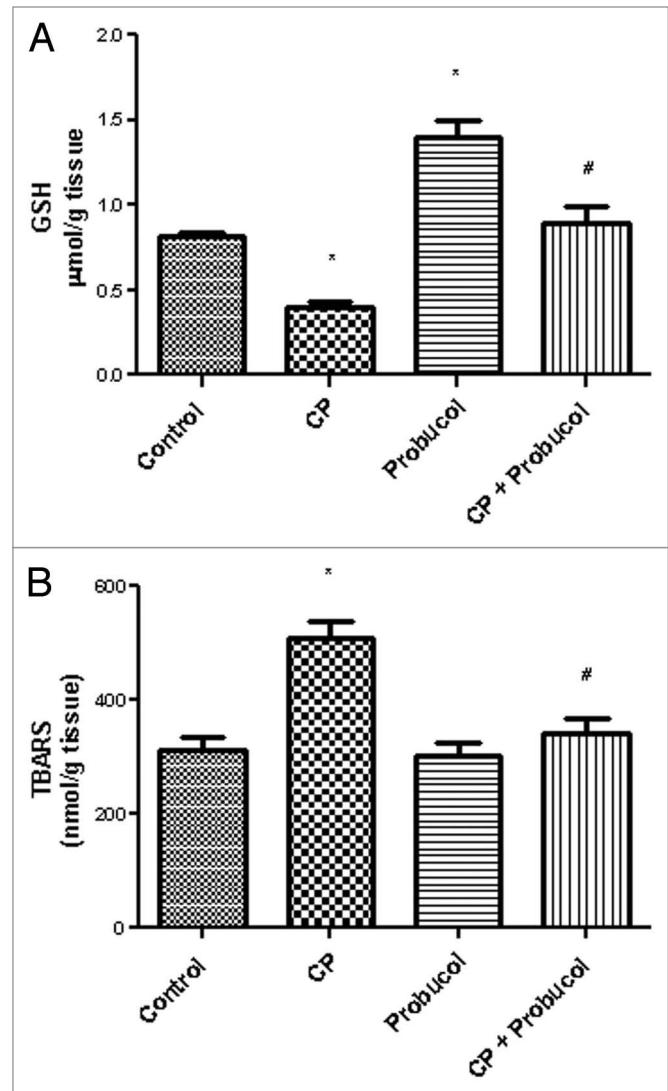 A
GSH
µmol/g tissue
2.0
1.5
1.0
0.5
0.0
*
*
#
Control
CP
Probucol
CP + Probucol
B
TBARS
(nmol/g tissue)
600
400
200
0
*
#
Control
CP
Probucol
CP + Probucol